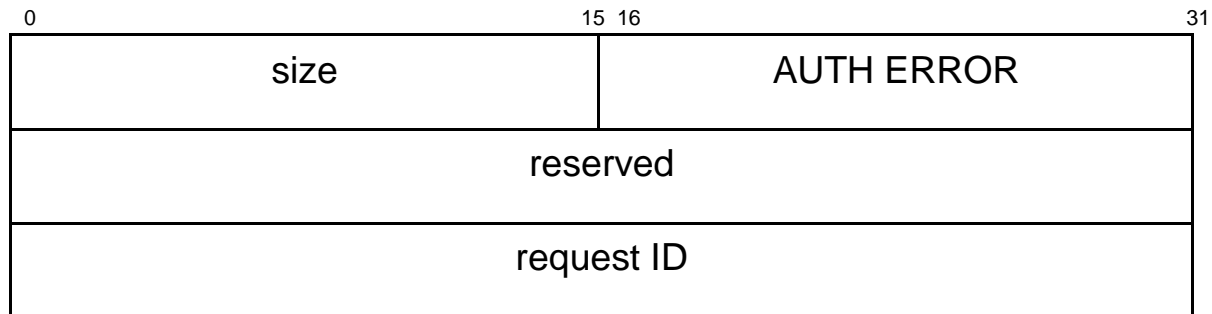 0 15 16 31
size AUTH ERROR
reserved
request ID